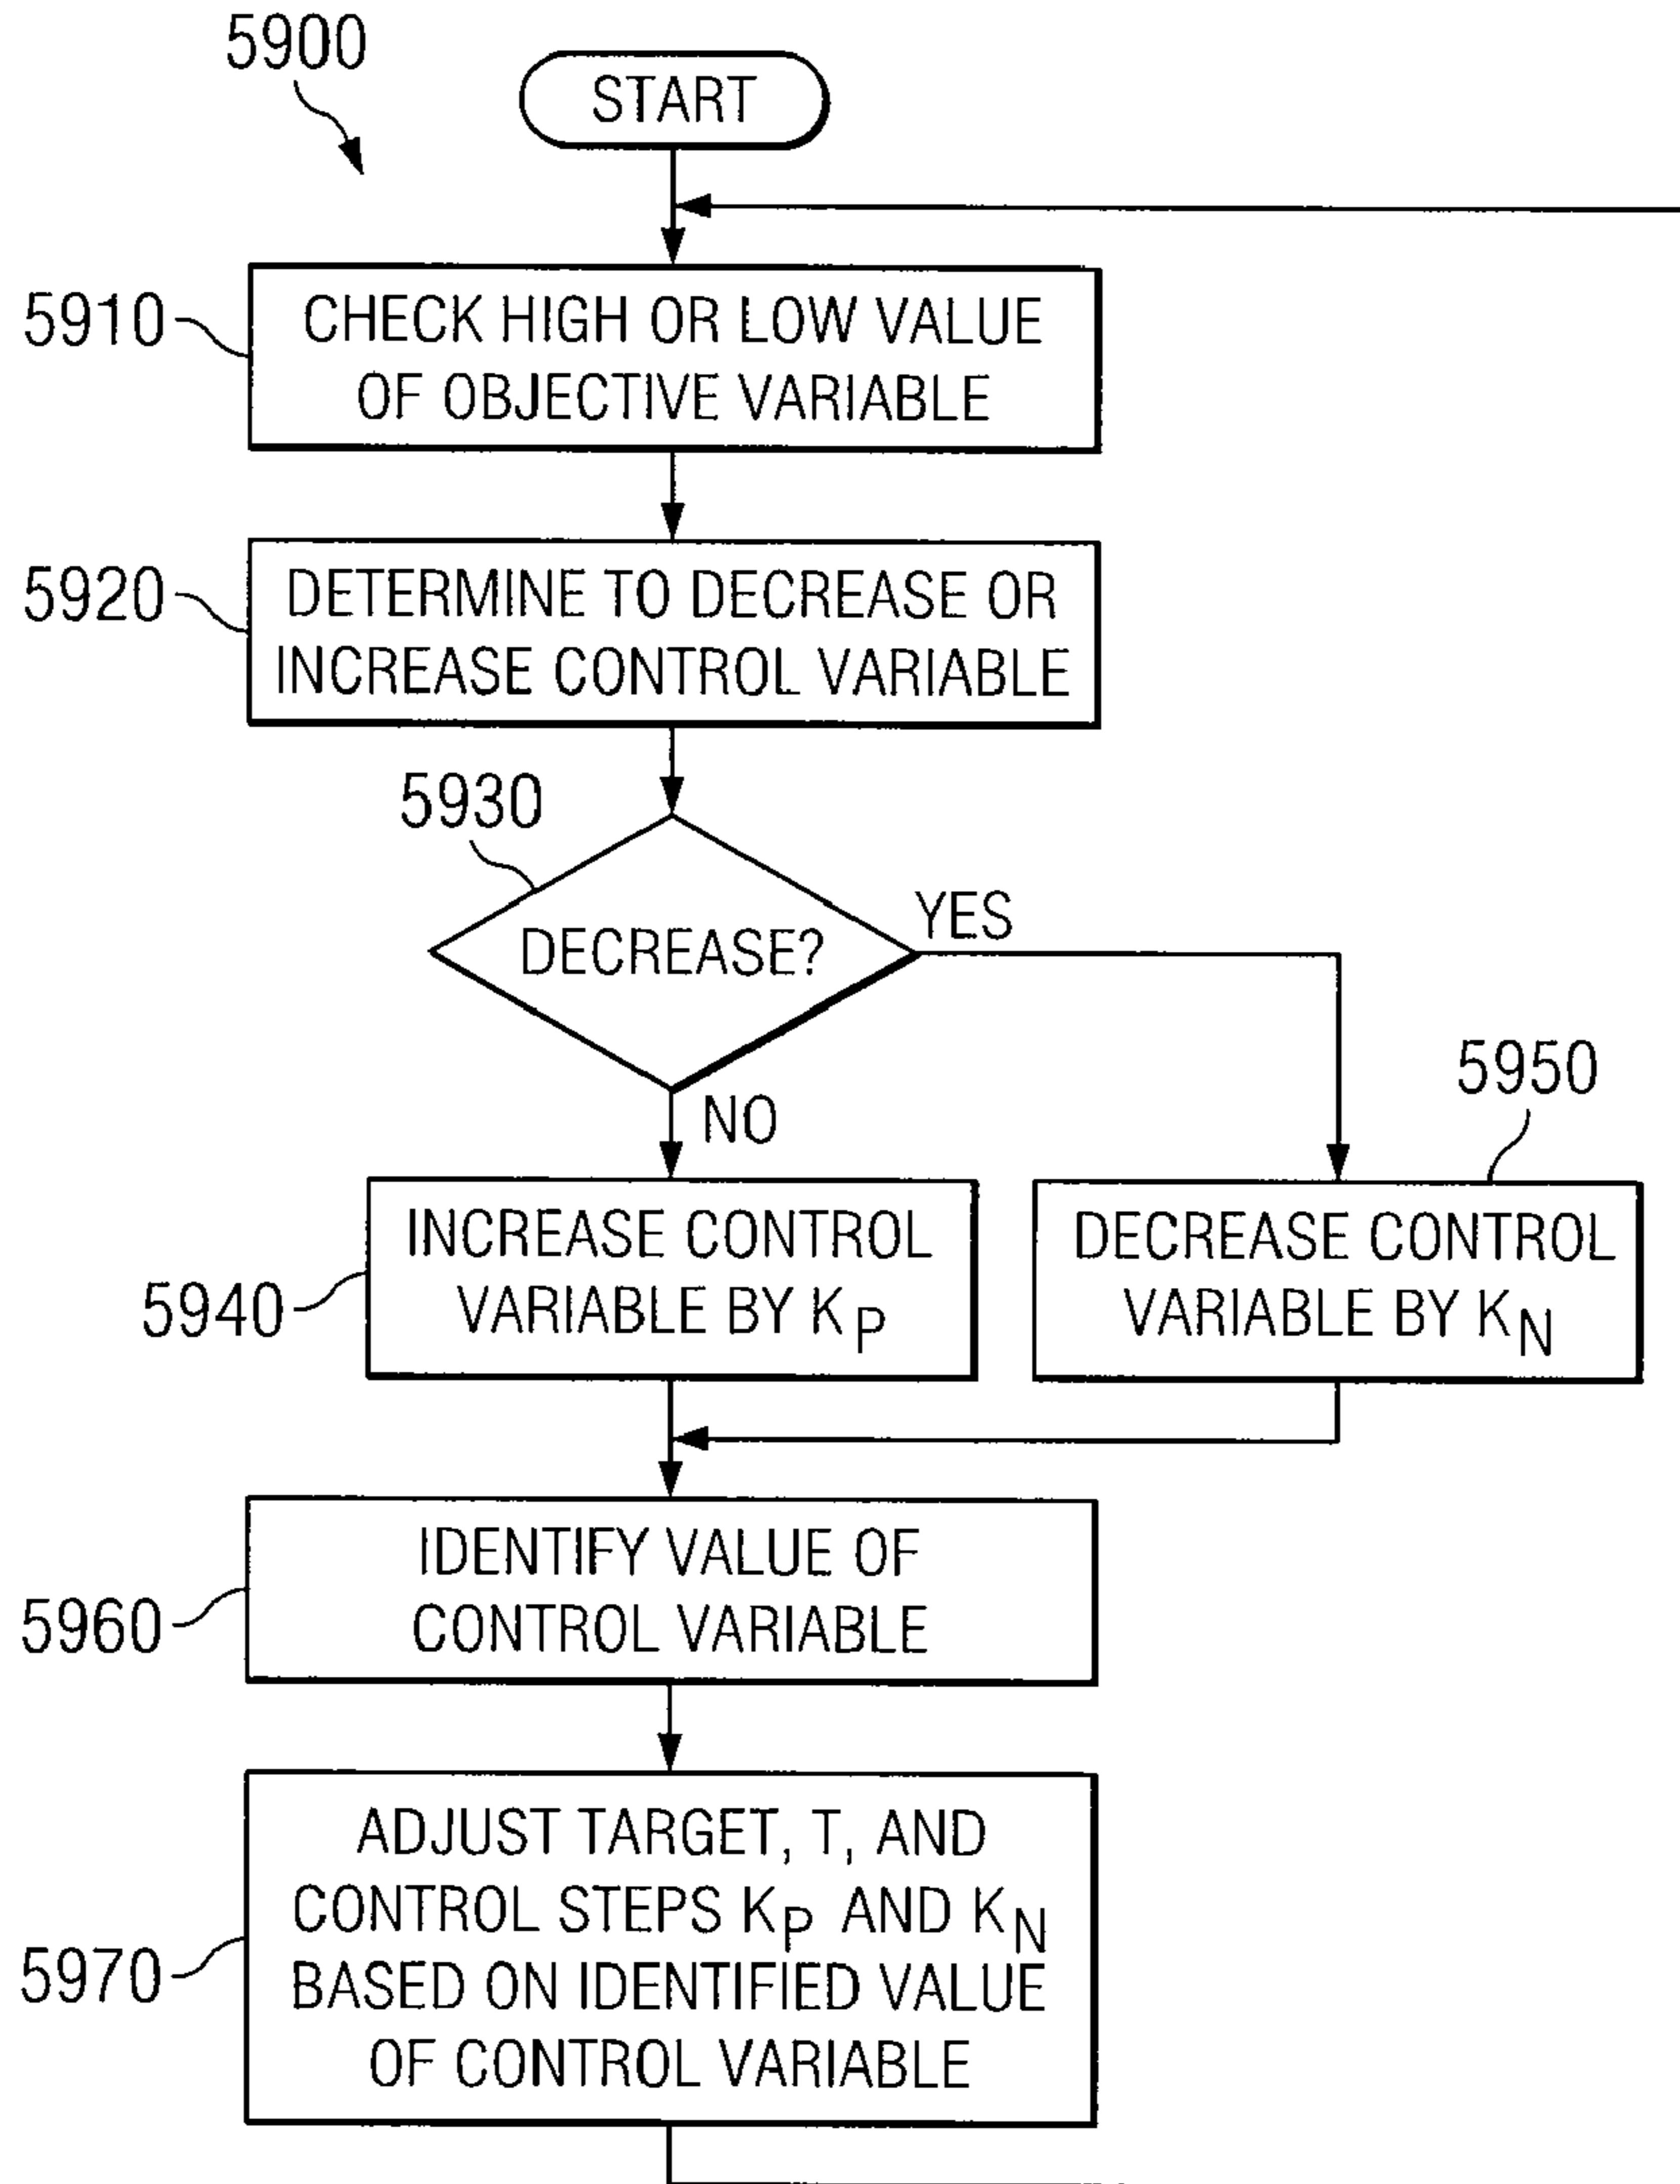 5900
START
5910
CHECK HIGH OR LOW VALUE
OF OBJECTIVE VARIABLE
5920
DETERMINE TO DECREASE OR
INCREASE CONTROL VARIABLE
5930
DECREASE?
YES
NO
5940
INCREASE CONTROL
VARIABLE BY KP
5950
DECREASE CONTROL
VARIABLE BY KN
5960
IDENTIFY VALUE OF
CONTROL VARIABLE
5970
ADJUST TARGET, T, AND
CONTROL STEPS KP AND KN
BASED ON IDENTIFIED VALUE
OF CONTROL VARIABLE